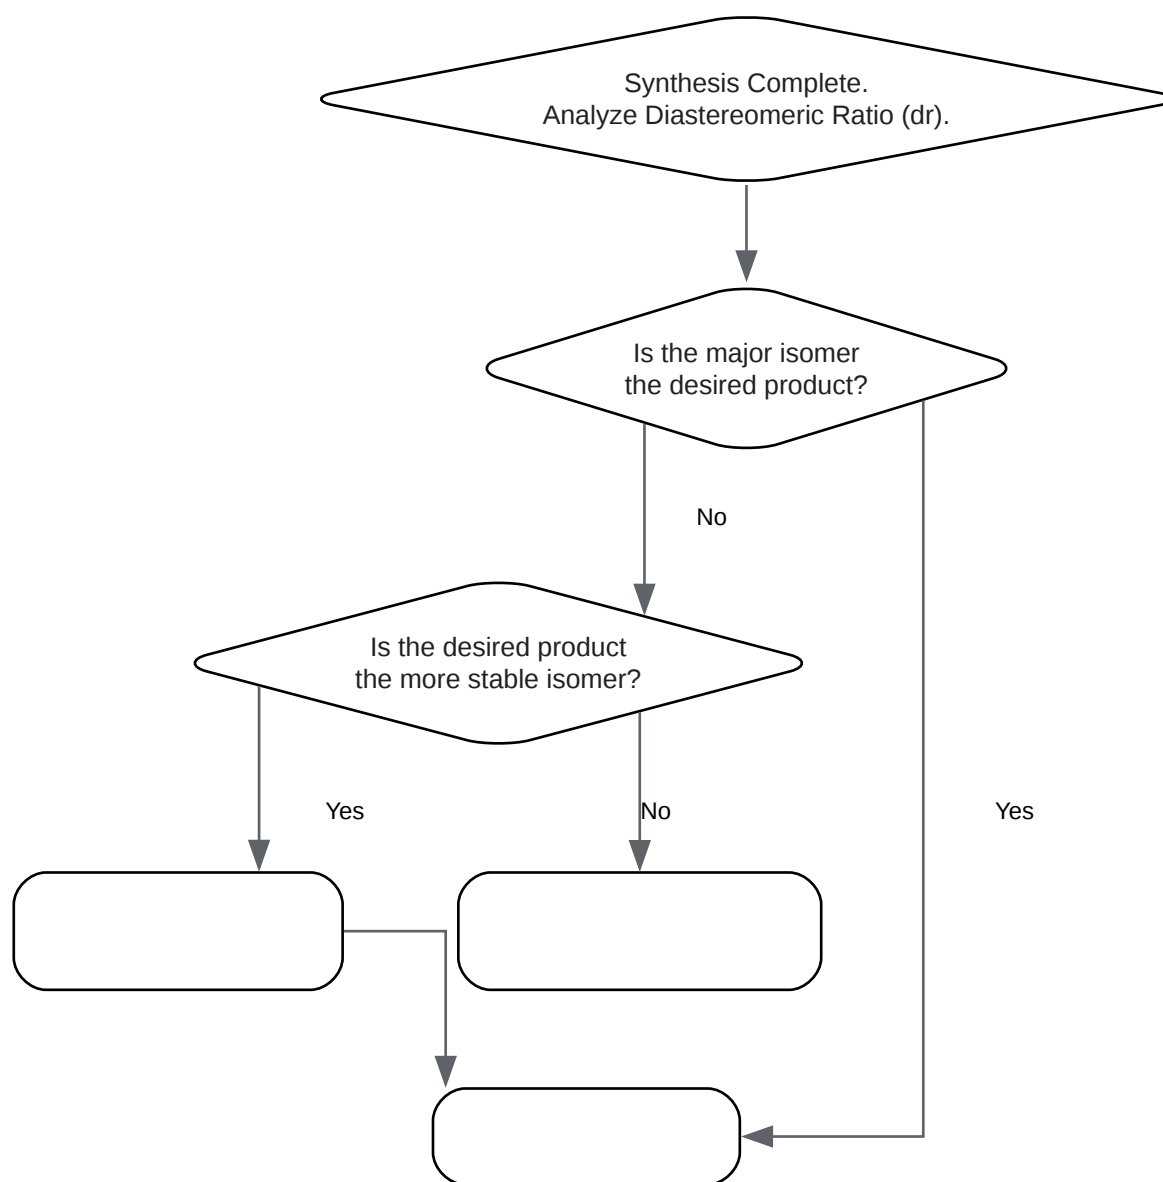 Synthesis Complete.
Analyze Diastereomeric Ratio (dr).
Is the major isomer
the desired product?
No
Is the desired product
the more stable isomer?
Yes
No
Yes